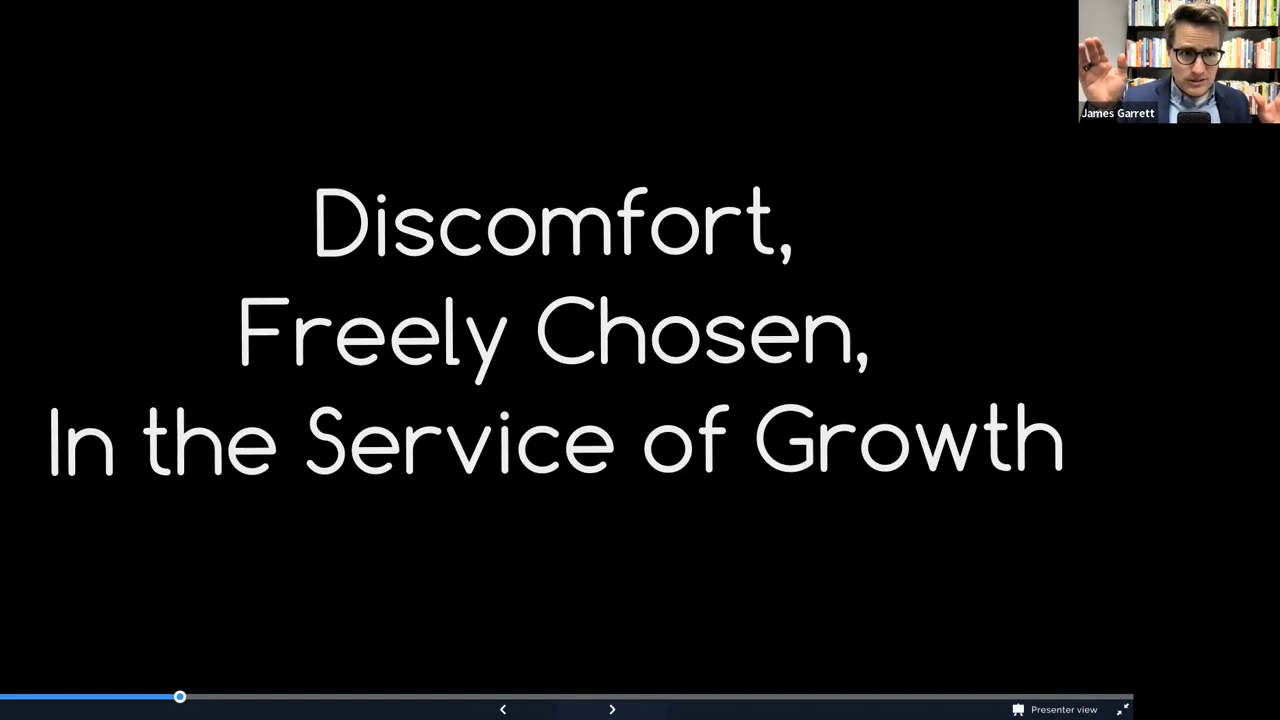 James Garrett
Discomfort,
Freely Chosen,
In the Service of Growth
Presenter view